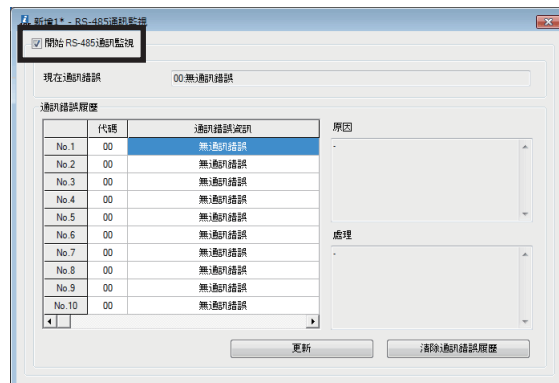 新增1* - RS-485通訊監視
開始 RS-485通訊監視
現在通訊錯誤 00:無通訊錯誤
通訊錯誤履歷
代碼 通訊錯誤資訊 原因
No.1 00 無通訊錯誤 -
No.2 00 無通訊錯誤
No.3 00 無通訊錯誤
No.4 00 無通訊錯誤
No.5 00 無通訊錯誤
No.6 00 無通訊錯誤 處理
No.7 00 無通訊錯誤 -
No.8 00 無通訊錯誤
No.9 00 無通訊錯誤
No.10 00 無通訊錯誤
更新 清除通訊錯誤履歷